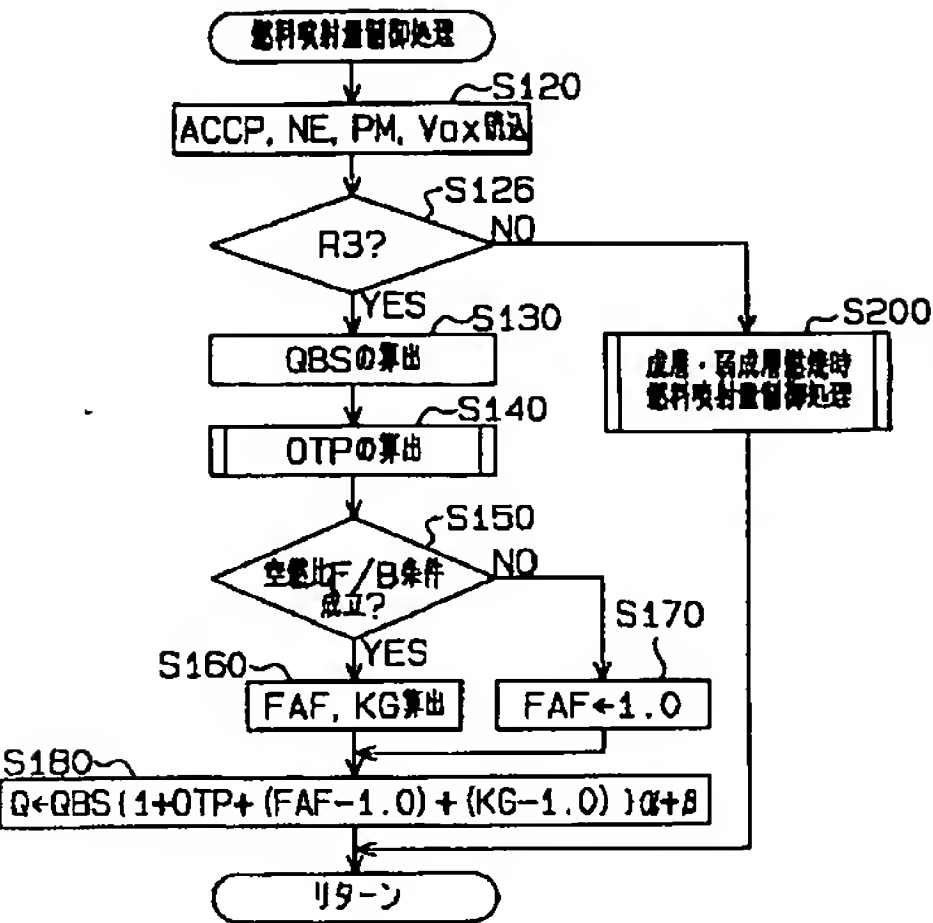 燃料噴射量制御処理
S120
ACCP, NE, PM, Vox 読込
S126
R3?
NO
YES
S130
QBSの算出
S200
成層・弱成層燃焼時
燃料噴射量制御処理
S140
OTPの算出
S150
空燃比F/B条件
成立?
NO
YES
S160
FAF, KG算出
S170
FAF←1.0
S180
Q←QBS{1+OTP+(FAF-1.0)+(KG-1.0)}α+β
リターン